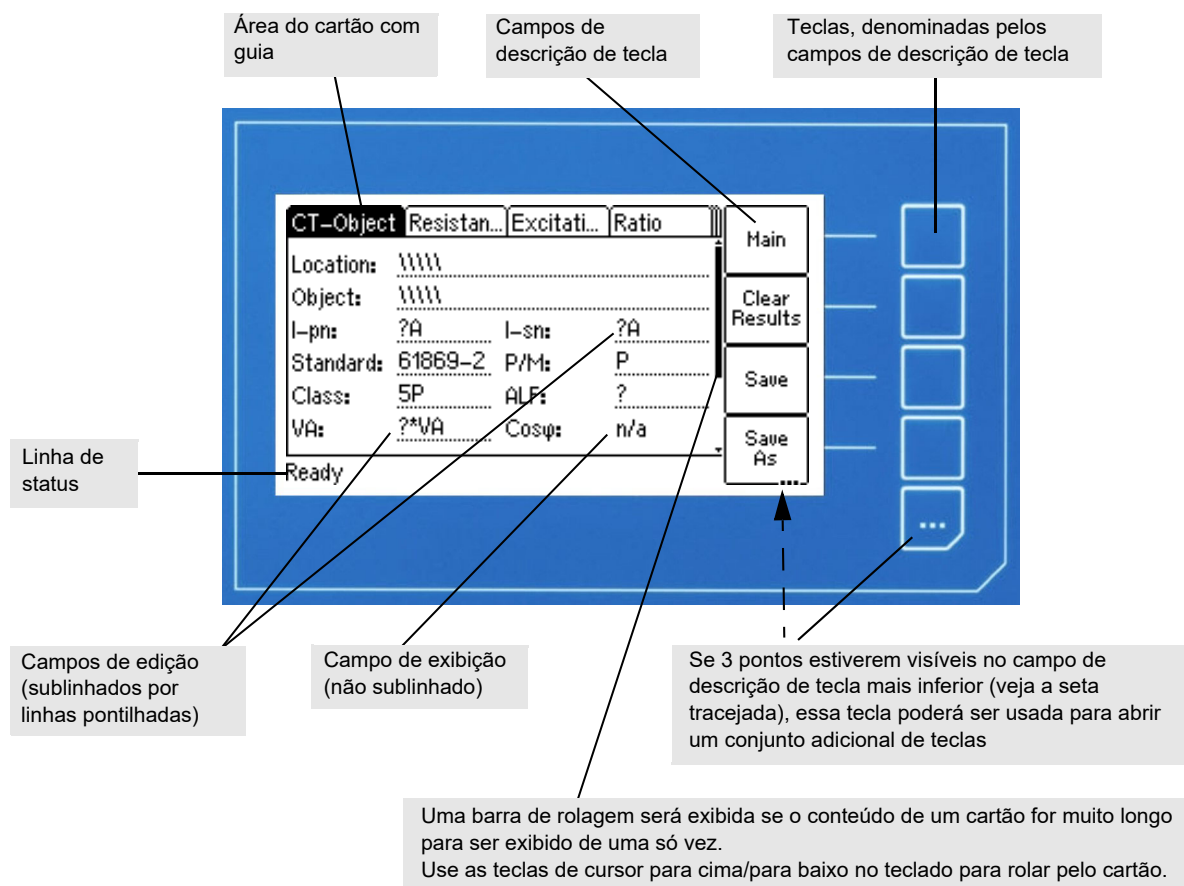 Área do cartão com
guia
Campos de
descrição de tecla
Teclas, denominadas pelos
campos de descrição de tecla
CT-Object Resistan... Excitati... Ratio
Location: \\\\\
Object: \\\\\
I-pn: ?A I-sn: ?A
Standard: 61869-2 P/M: P
Class: 5P ALF: ?
VA: ?*VA Cosφ: n/a
Ready
Main
Clear
Results
Save
Save
As
...
...
Linha de
status
Campos de edição
(sublinhados por
linhas pontilhadas)
Campo de exibição
(não sublinhado)
Se 3 pontos estiverem visíveis no campo de
descrição de tecla mais inferior (veja a seta
tracejada), essa tecla poderá ser usada para abrir
um conjunto adicional de teclas
Uma barra de rolagem será exibida se o conteúdo de um cartão for muito longo
para ser exibido de uma só vez.
Use as teclas de cursor para cima/para baixo no teclado para rolar pelo cartão.